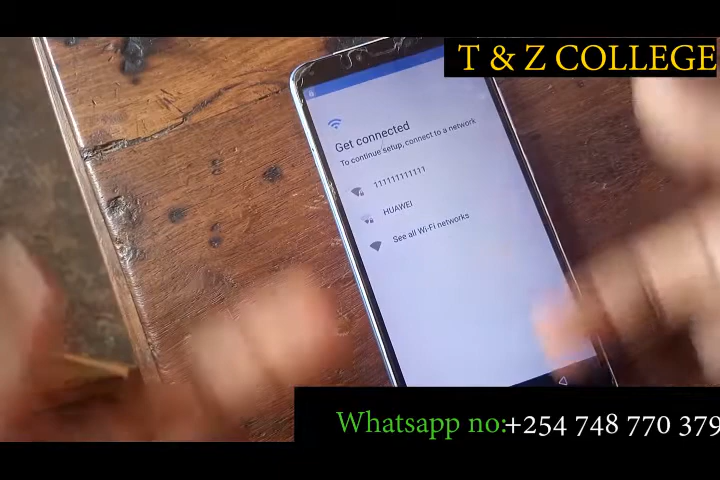 T & Z COLLEGE
Get connected
To continue setup, connect to a network
111111111111
HUAWEI
See all Wi-Fi networks
Whatsapp no:+254 748 770 379